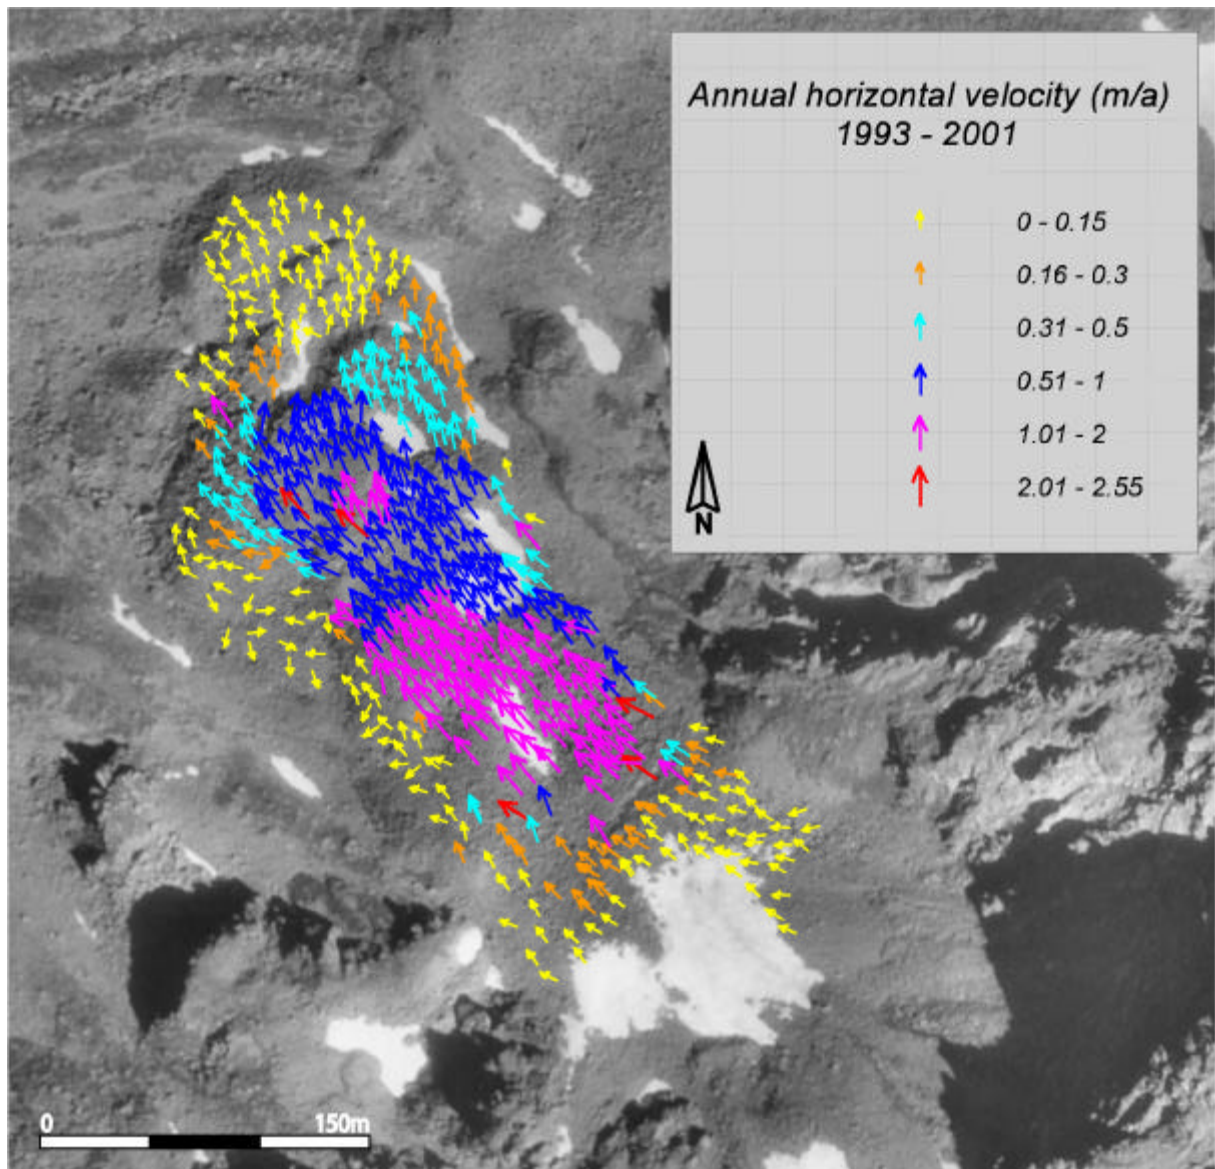 Annual horizontal velocity (m/a)
1993 - 2001
0 - 0.15
0.16 - 0.3
0.31 - 0.5
0.51 - 1
1.01 - 2
2.01 - 2.55
N
0 150m